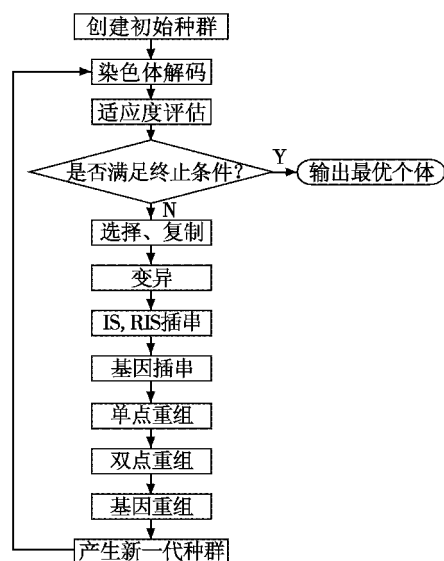 创建初始种群
染色体解码
适应度评估
是否满足终止条件?
Y
输出最优个体
N
选择、复制
变异
IS, RIS插串
基因插串
单点重组
双点重组
基因重组
产生新一代种群